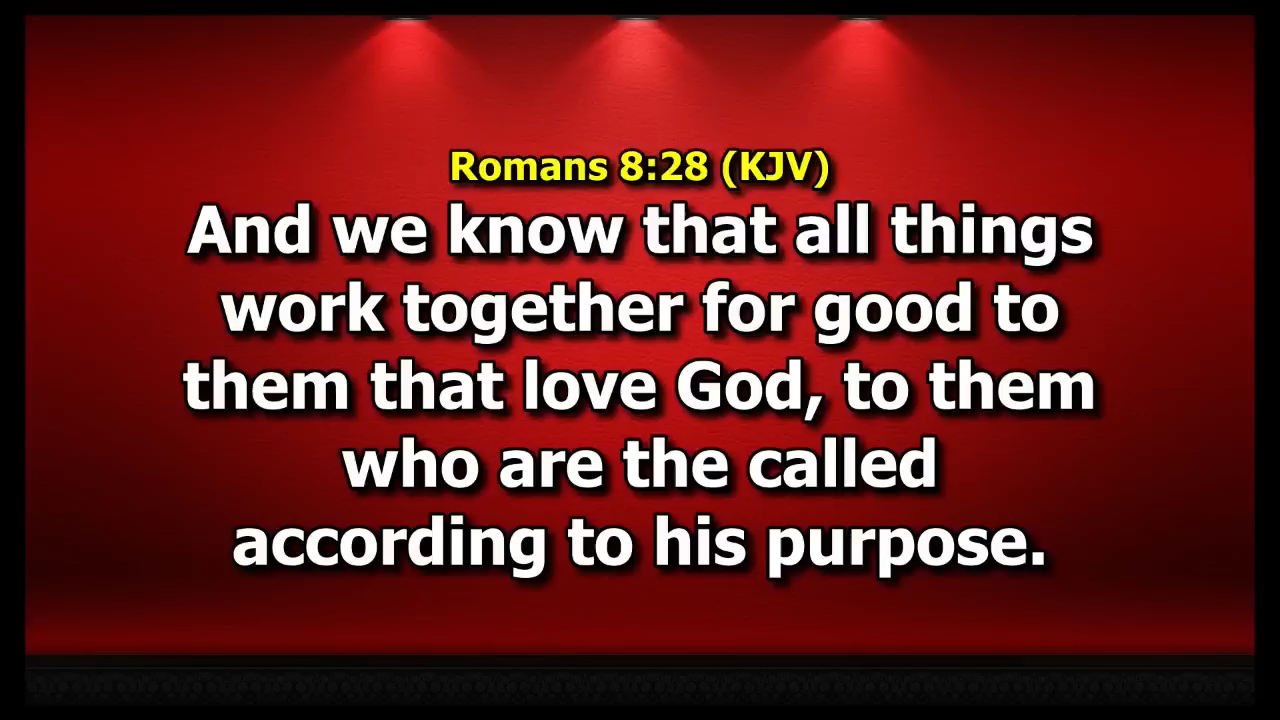 Romans 8:28 (KJV)
And we know that all things
work together for good to
them that love God, to them
who are the called
according to his purpose.